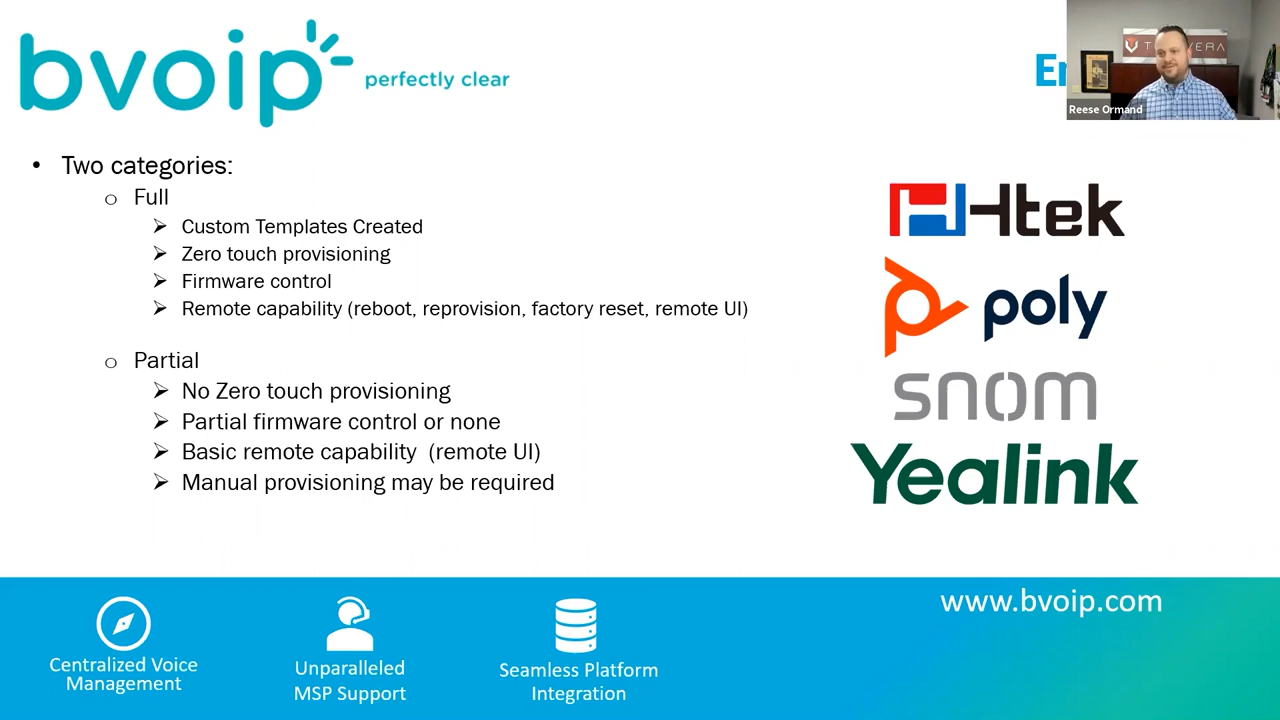 bvoip
perfectly clear
Reese Ormand
• Two categories:
o Full
➢ Custom Templates Created
➢ Zero touch provisioning
➢ Firmware control
➢ Remote capability (reboot, reprovision, factory reset, remote UI)
o Partial
➢ No Zero touch provisioning
➢ Partial firmware control or none
➢ Basic remote capability (remote UI)
➢ Manual provisioning may be required
Htek
poly
snom
Yealink
www.bvoip.com
Centralized Voice
Management
Unparalleled
MSP Support
Seamless Platform
Integration